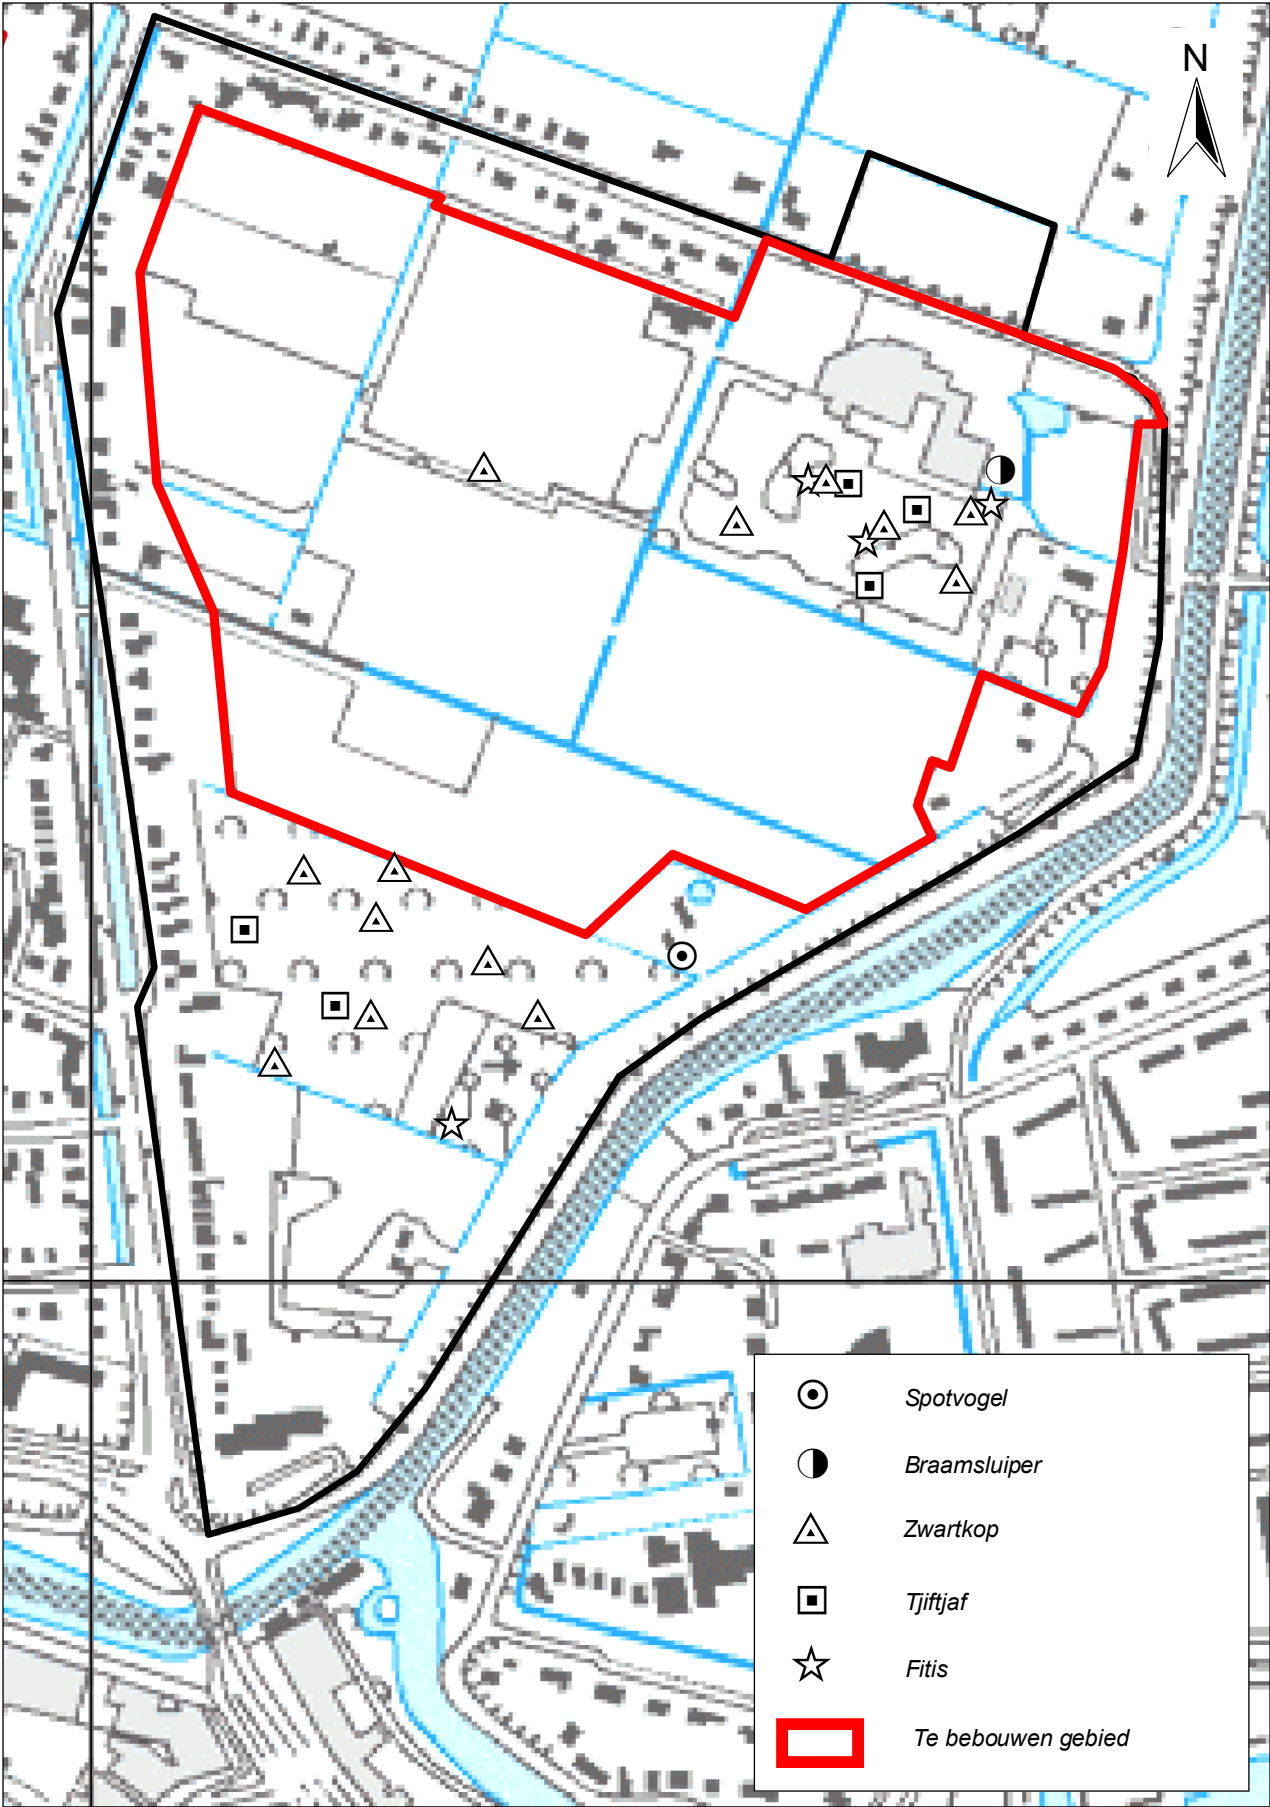 N
Spotvogel
Braamsluiper
Zwartkop
Tjiftjaf
Fitis
Te bebouwen gebied